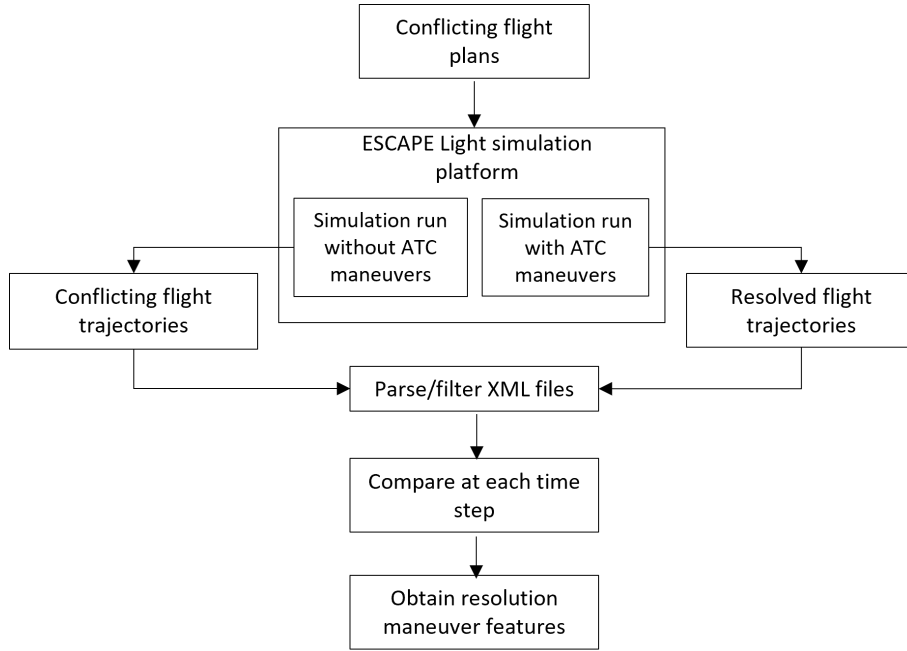 Conflicting flight
plans
ESCAPE Light simulation
platform
Simulation run
without ATC
maneuvers
Simulation run
with ATC
maneuvers
Conflicting flight
trajectories
Resolved flight
trajectories
Parse/filter XML files
Compare at each time
step
Obtain resolution
maneuver features